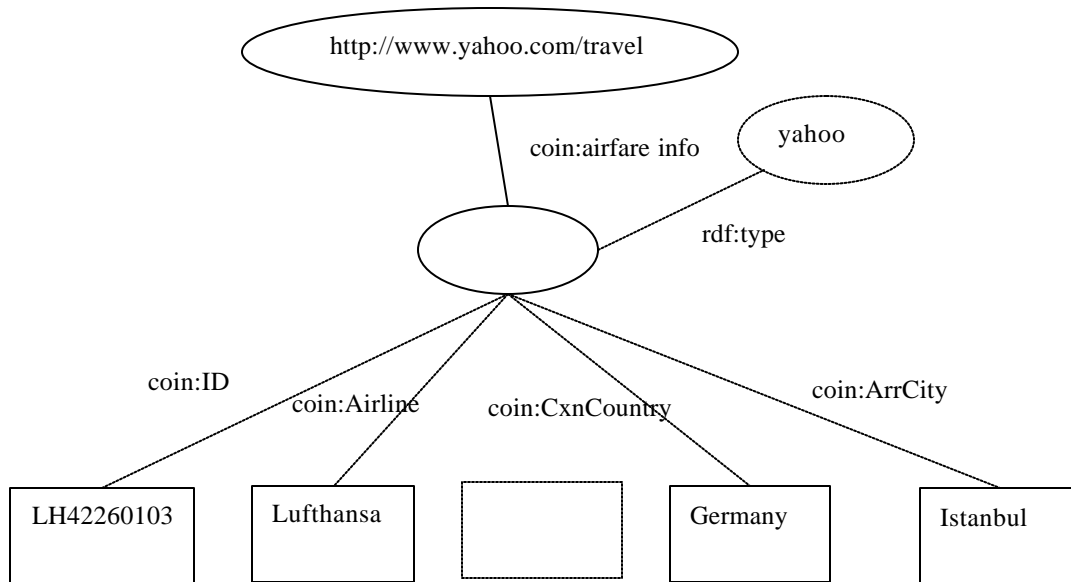 http://www.yahoo.com/travel
coin:airfare info
yahoo
rdf:type
coin:ID
coin:Airline
coin:CxnCountry
coin:ArrCity
LH42260103
Lufthansa
Germany
Istanbul